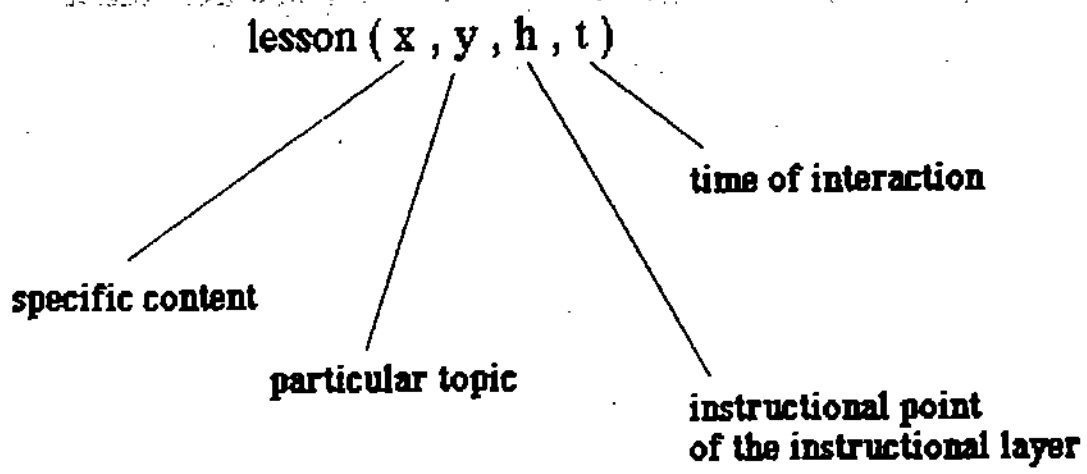 lesson ( x , y , h , t )
time of interaction
specific content
particular topic
instructional point
of the instructional layer